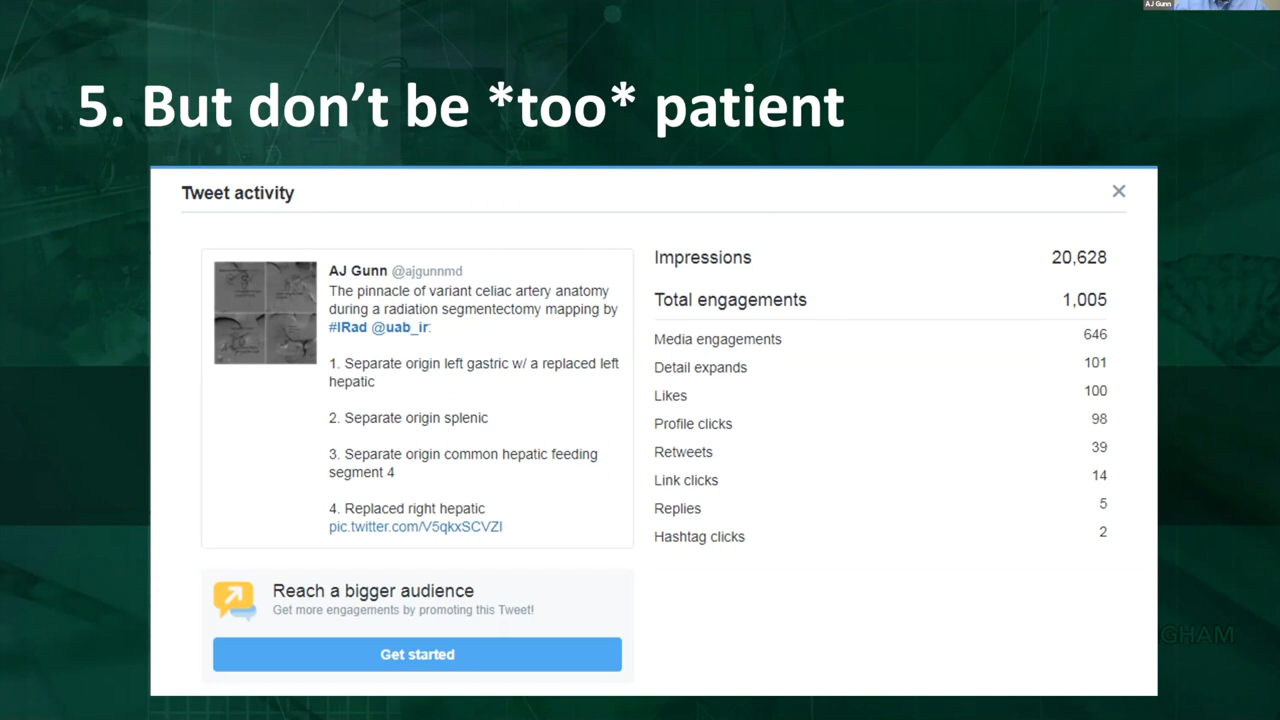 AJ Gunn
5. But don't be *too* patient
Tweet activity
AJ Gunn @ajgunnmd
The pinnacle of variant celiac artery anatomy
during a radiation segmentectomy mapping by
#IRad @uab_ir:
1. Separate origin left gastric w/ a replaced left
hepatic
2. Separate origin splenic
3. Separate origin common hepatic feeding
segment 4
4. Replaced right hepatic
pic.twitter.com/V5qkxSCVZI
Reach a bigger audience
Get more engagements by promoting this Tweet!
Get started
Impressions 20,628
Total engagements 1,005
Media engagements 646
Detail expands 101
Likes 100
Profile clicks 98
Retweets 39
Link clicks 14
Replies 5
Hashtag clicks 2
GHAM